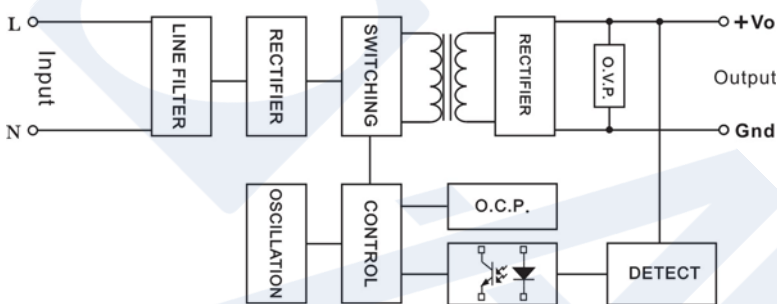 L
N
Input
LINE FILTER
RECTIFIER
SWITCHING
RECTIFIER
O.V.P.
+Vo
Output
Gnd
OSCILLATION
CONTROL
O.C.P.
DETECT